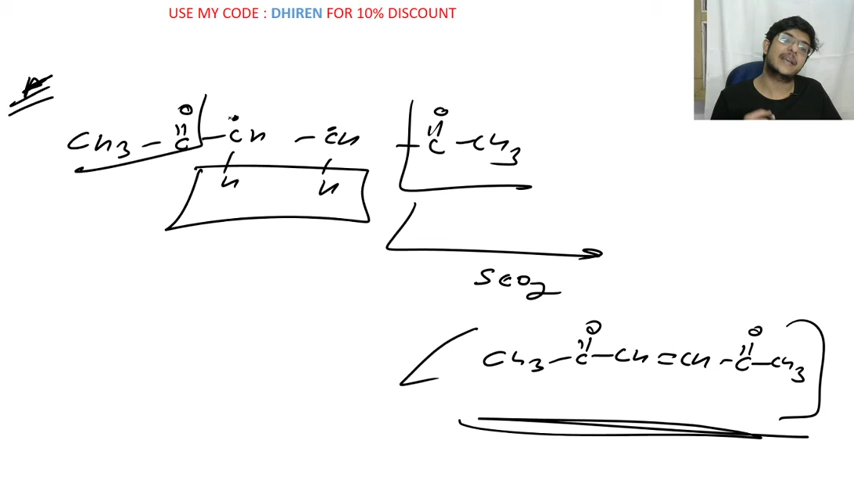 USE MY CODE : DHIREN FOR 10% DISCOUNT
O O
CH3 - C - CH - CH - C - CH3
H H
SeO2
O O
CH3 - C - CH = CH - C - CH3